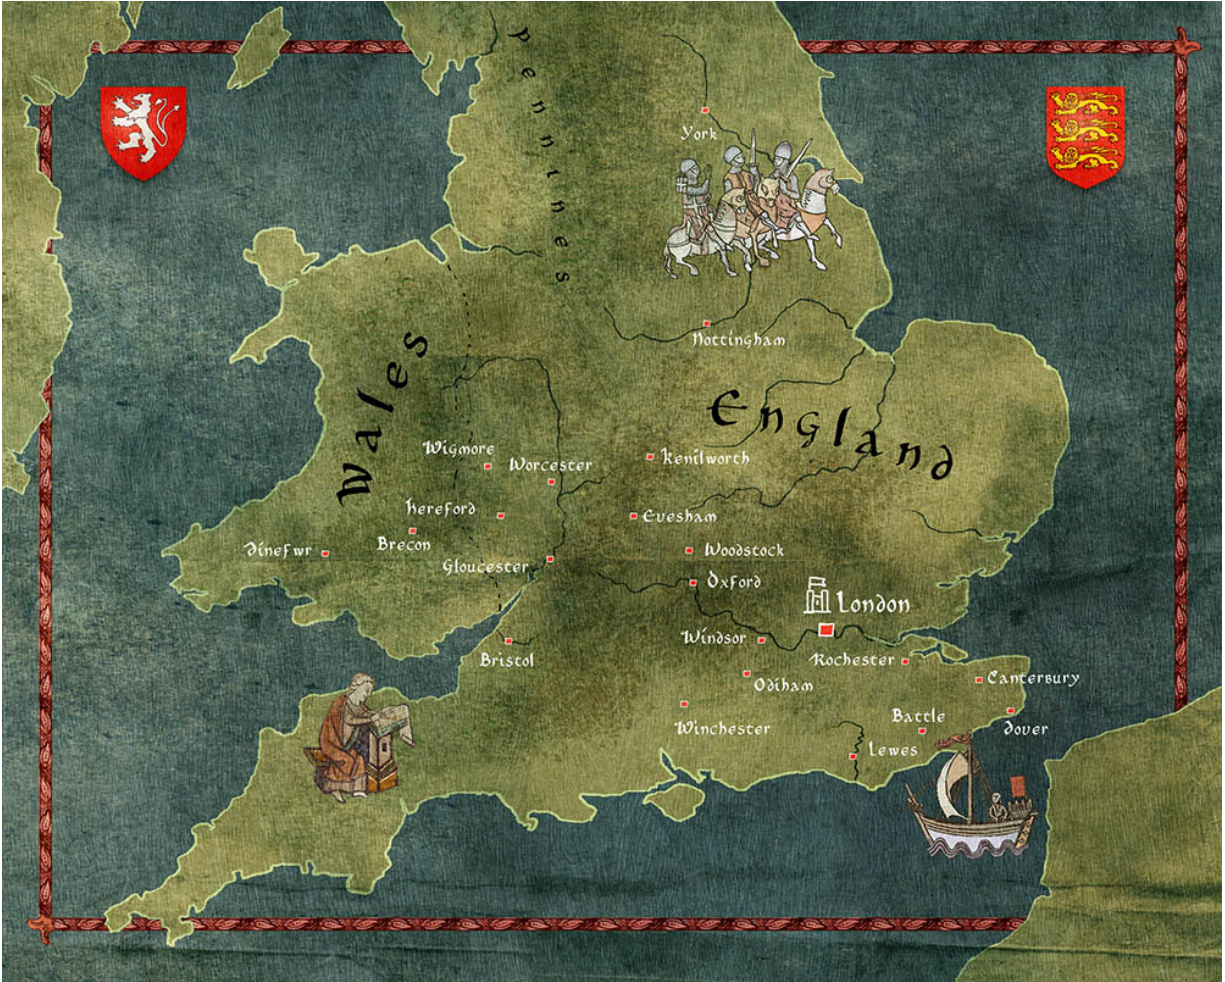 Pennines
York
Nottingham
Wales
England
Wigmore
Worcester
Kenilworth
Hereford
Evesham
Dinefwr
Brecon
Gloucester
Woodstock
Oxford
London
Windsor
Bristol
Rochester
Odiham
Canterbury
Winchester
Battle
Dover
Lewes